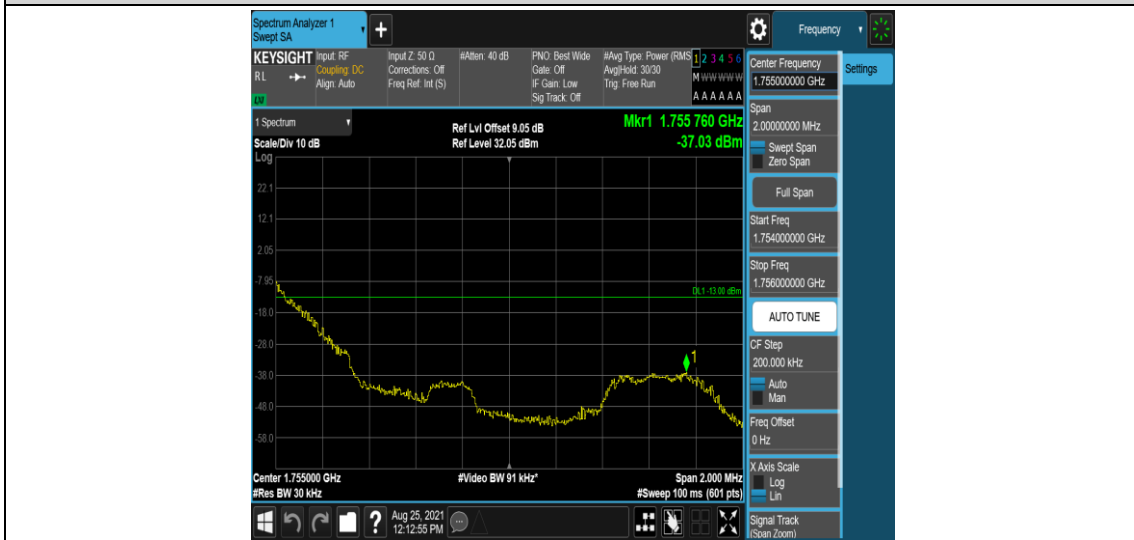 Spectrum Analyzer 1
Swept SA
+
Frequency
KEYSIGHT
RL
LXI
Input: RF
Coupling: DC
Align: Auto
Input Z: 50 Ω
Corrections: Off
Freq Ref: Int (S)
#Atten: 40 dB
PNO: Best Wide
Gate: Off
IF Gain: Low
Sig Track: Off
#Avg Type: Power (RMS
Avg|Hold: 30/30
Trig: Free Run
1 2 3 4 5 6
M W W W W W
A A A A A A
1 Spectrum
Scale/Div 10 dB
Log
Ref Lvl Offset 9.05 dB
Ref Level 32.05 dBm
Mkr1 1.755 760 GHz
-37.03 dBm
22.1
12.1
2.05
-7.95
-18.0
-28.0
-38.0
-48.0
-58.0
DL1 -13.00 dBm
1
Center 1.755000 GHz
#Res BW 30 kHz
#Video BW 91 kHz*
Span 2.000 MHz
#Sweep 100 ms (601 pts)
Center Frequency
1.755000000 GHz
Settings
Span
2.00000000 MHz
Swept Span
Zero Span
Full Span
Start Freq
1.754000000 GHz
Stop Freq
1.756000000 GHz
AUTO TUNE
CF Step
200.000 kHz
Auto
Man
Freq Offset
0 Hz
X Axis Scale
Log
Lin
Signal Track
(Span Zoom)
?
Aug 25, 2021
12:12:55 PM